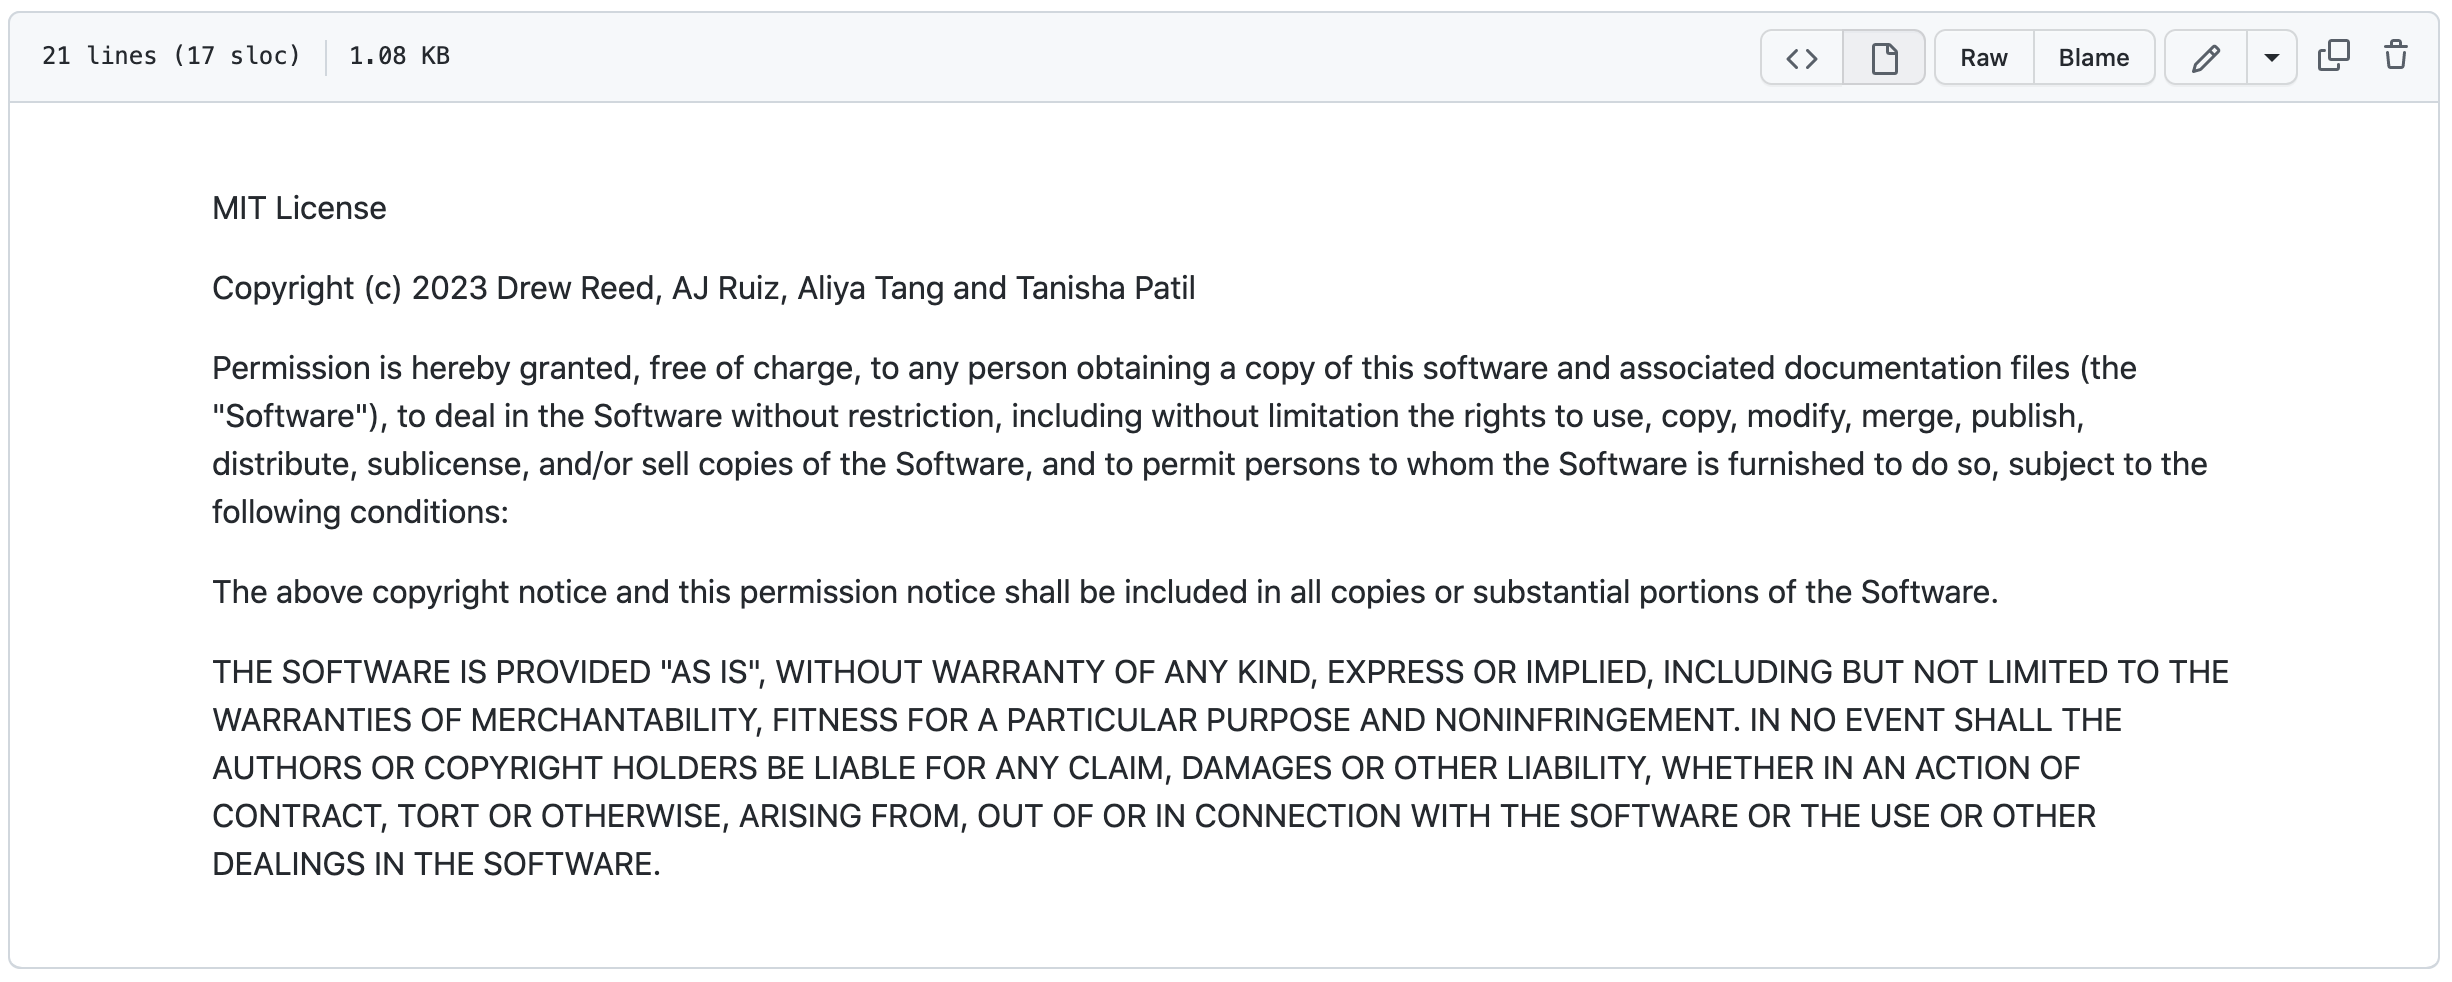 21 lines (17 sloc) 1.08 KB Raw Blame
MIT License
Copyright (c) 2023 Drew Reed, AJ Ruiz, Aliya Tang and Tanisha Patil
Permission is hereby granted, free of charge, to any person obtaining a copy of this software and associated documentation files (the
"Software"), to deal in the Software without restriction, including without limitation the rights to use, copy, modify, merge, publish,
distribute, sublicense, and/or sell copies of the Software, and to permit persons to whom the Software is furnished to do so, subject to the
following conditions:
The above copyright notice and this permission notice shall be included in all copies or substantial portions of the Software.
THE SOFTWARE IS PROVIDED "AS IS", WITHOUT WARRANTY OF ANY KIND, EXPRESS OR IMPLIED, INCLUDING BUT NOT LIMITED TO THE
WARRANTIES OF MERCHANTABILITY, FITNESS FOR A PARTICULAR PURPOSE AND NONINFRINGEMENT. IN NO EVENT SHALL THE
AUTHORS OR COPYRIGHT HOLDERS BE LIABLE FOR ANY CLAIM, DAMAGES OR OTHER LIABILITY, WHETHER IN AN ACTION OF
CONTRACT, TORT OR OTHERWISE, ARISING FROM, OUT OF OR IN CONNECTION WITH THE SOFTWARE OR THE USE OR OTHER
DEALINGS IN THE SOFTWARE.